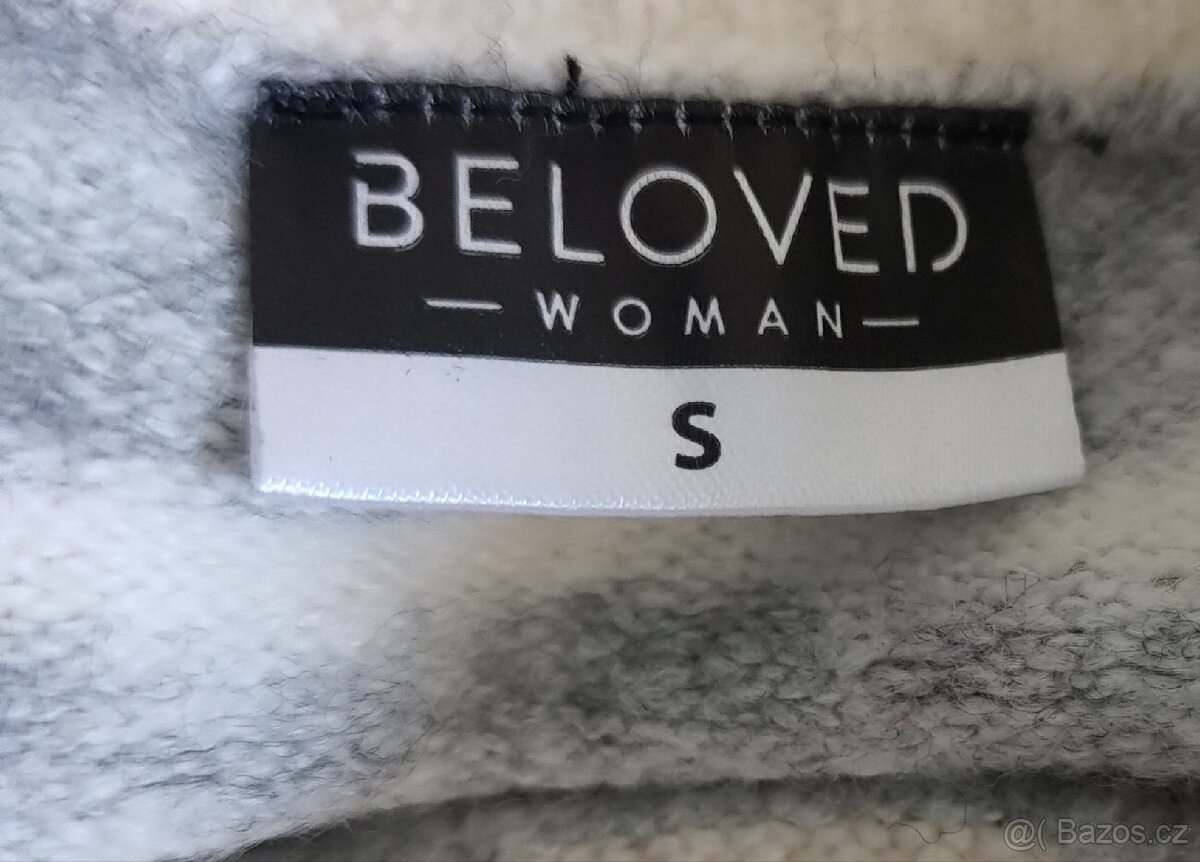 BELOVED
— WOMAN —
S
@( Bazos.cz